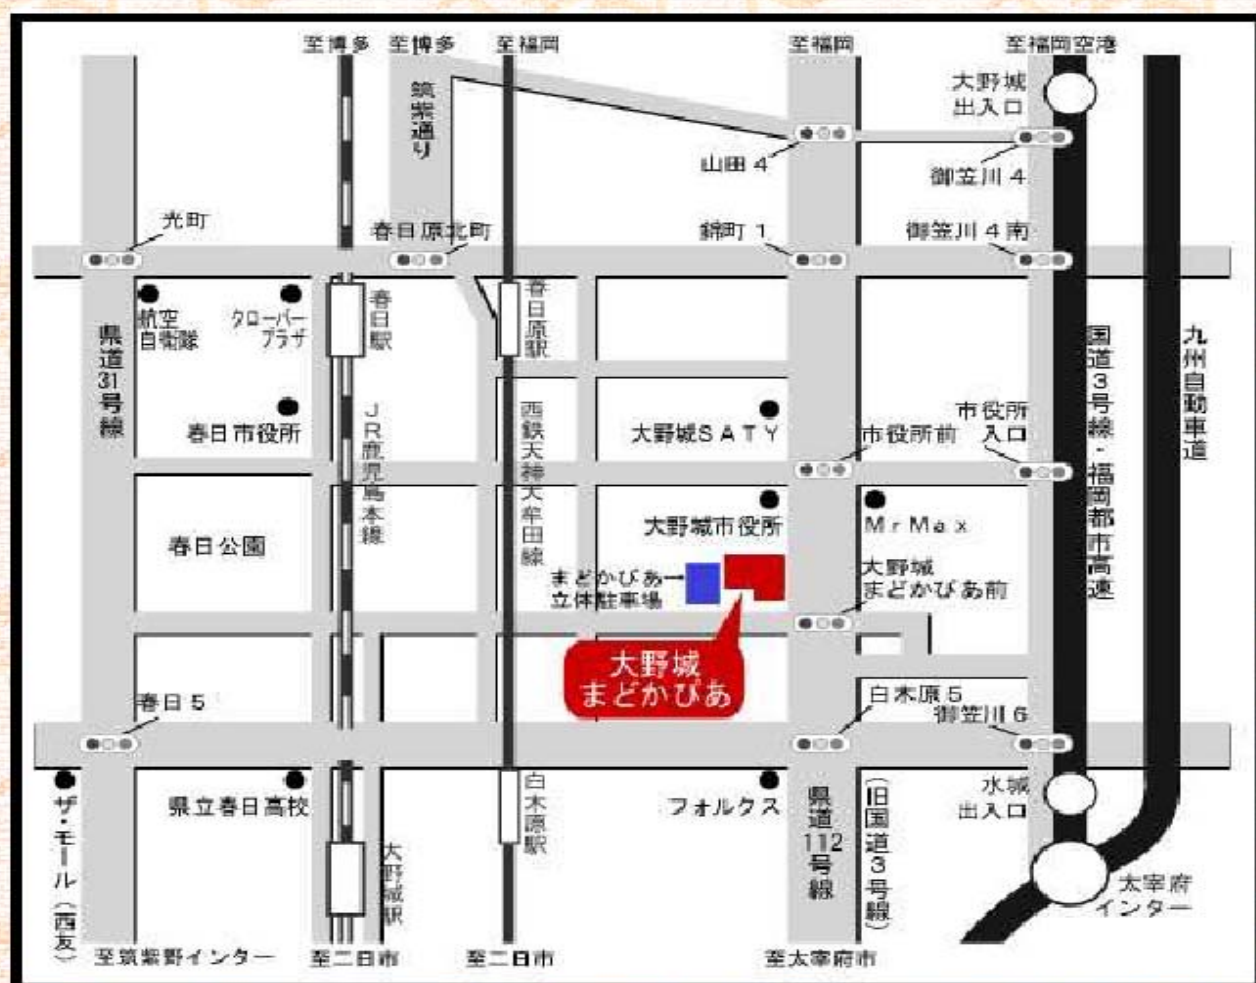 至博多
至博多
至福岡
至福岡
至福岡空港
筑紫通り
大野城
出入口
山田4
御笠川4
光町
春日原北町
錦町1
御笠川4南
航空
自衛隊
クローバー
プラザ
春日駅
春日原駅
県道31号線
国道3号線・福岡都市高速
九州自動車道
春日市役所
JR鹿児島本線
西鉄天神大牟田線
大野城SATY
市役所前
市役所
入口
春日公園
大野城市役所
MrMax
まどかぴあ→
立体駐車場
大野城
まどかぴあ前
大野城
まどかぴあ
春日5
白木原5
御笠川6
ザ・モール(西友)
県立春日高校
大野城駅
白木原駅
フォルクス
県道112号線
(旧国道3号線)
水城
出入口
太宰府
インター
至筑紫野インター
至二日市
至二日市
至太宰府市